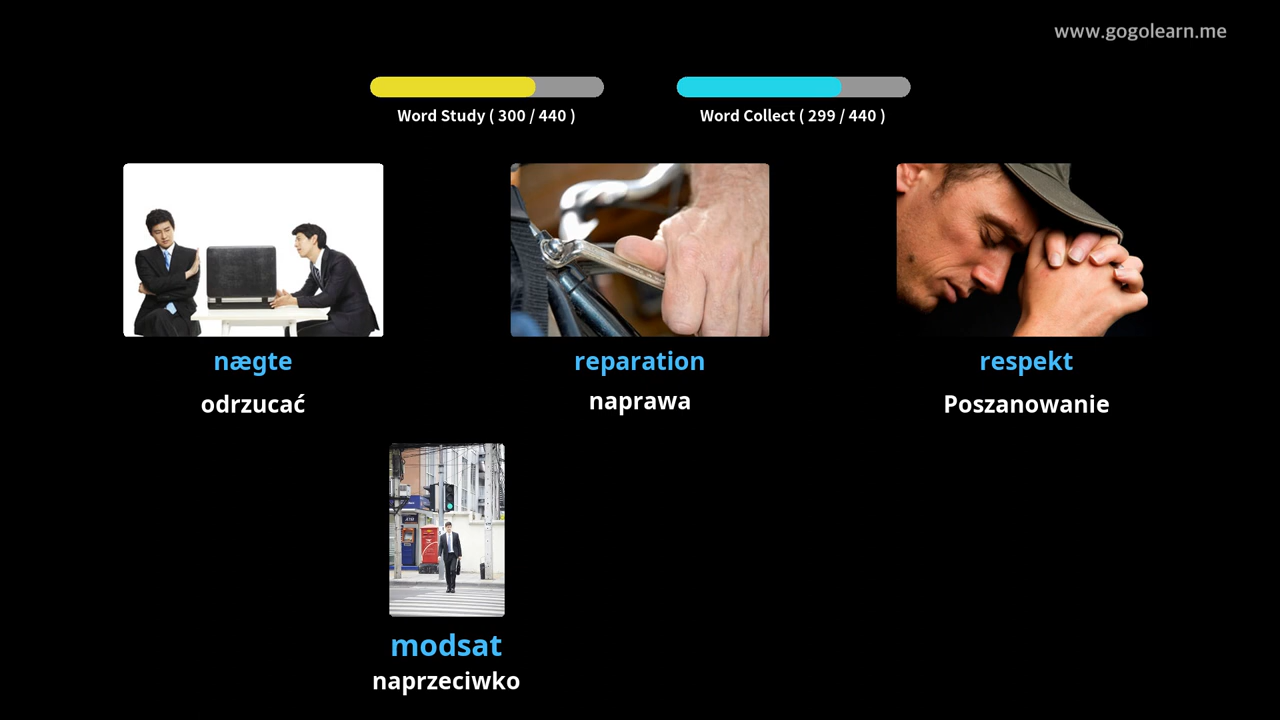 www.gogolearn.me
Word Study ( 300 / 440 )
Word Collect ( 299 / 440 )
nægte
reparation
respekt
odrzucać
naprawa
Poszanowanie
modsat
naprzeciwko